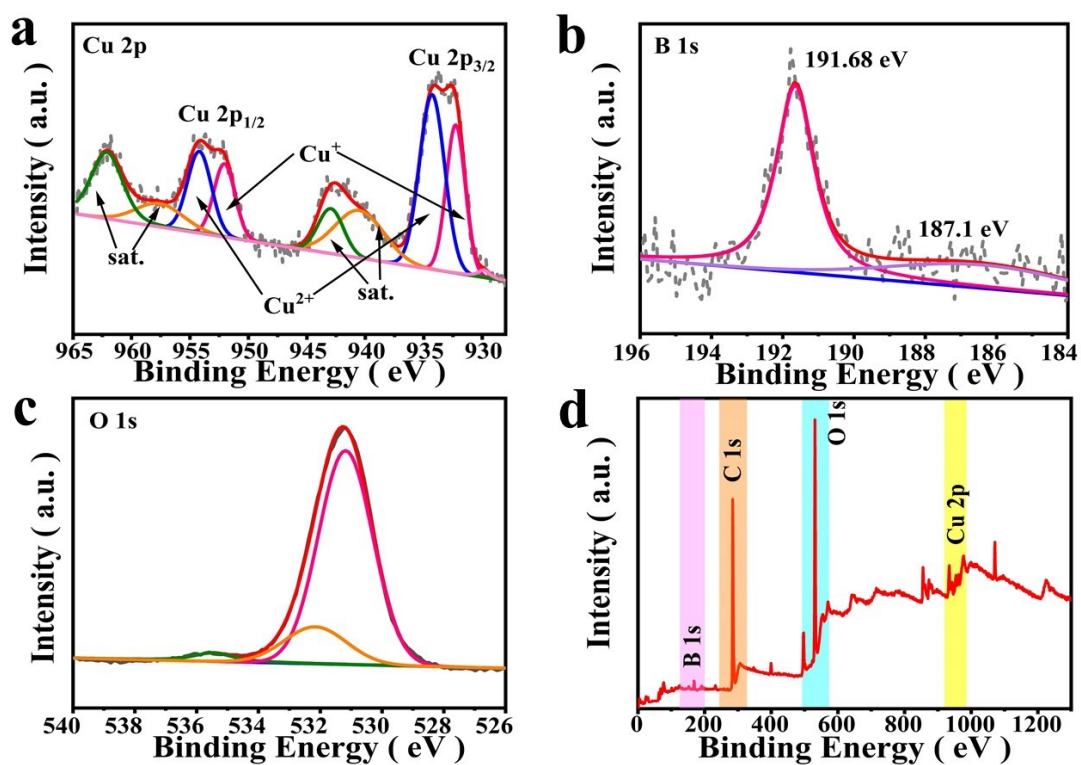 a
Cu 2p
Cu 2p3/2
Cu 2p1/2
Cu+
sat.
Cu2+
sat.
Intensity ( a.u. )
965 960 955 950 945 940 935 930
Binding Energy ( eV )
b
B 1s
191.68 eV
187.1 eV
Intensity ( a.u. )
196 194 192 190 188 186 184
Binding Energy ( eV )
c
O 1s
Intensity ( a.u. )
540 538 536 534 532 530 528 526
Binding Energy ( eV )
d
B 1s
C 1s
O 1s
Cu 2p
Intensity ( a.u. )
0 200 400 600 800 1000 1200
Binding Energy ( eV )